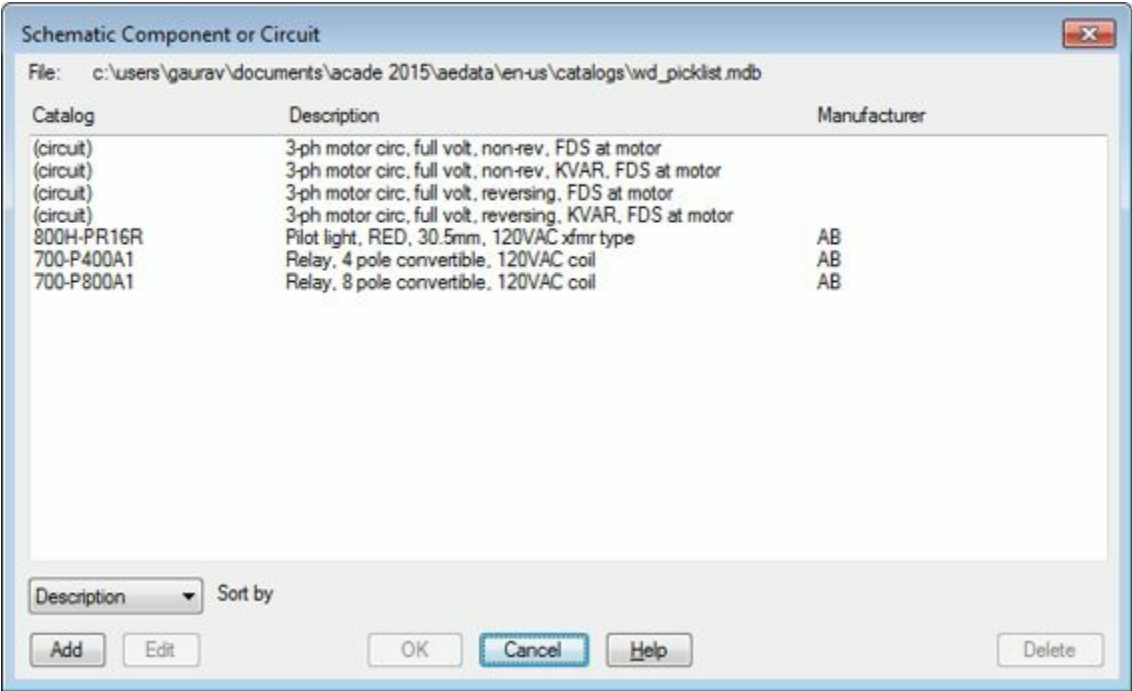 Schematic Component or Circuit
File: c:\users\gaurav\documents\acade 2015\aedata\en-us\catalogs\wd_picklist.mdb
Catalog Description Manufacturer
(circuit) 3-ph motor circ, full volt, non-rev, FDS at motor
(circuit) 3-ph motor circ, full volt, non-rev, KVAR, FDS at motor
(circuit) 3-ph motor circ, full volt, reversing, FDS at motor
(circuit) 3-ph motor circ, full volt, reversing, KVAR, FDS at motor
800H-PR16R Pilot light, RED, 30.5mm, 120VAC xfmr type AB
700-P400A1 Relay, 4 pole convertible, 120VAC coil AB
700-P800A1 Relay, 8 pole convertible, 120VAC coil AB
Description Sort by
Add Edit OK Cancel Help Delete